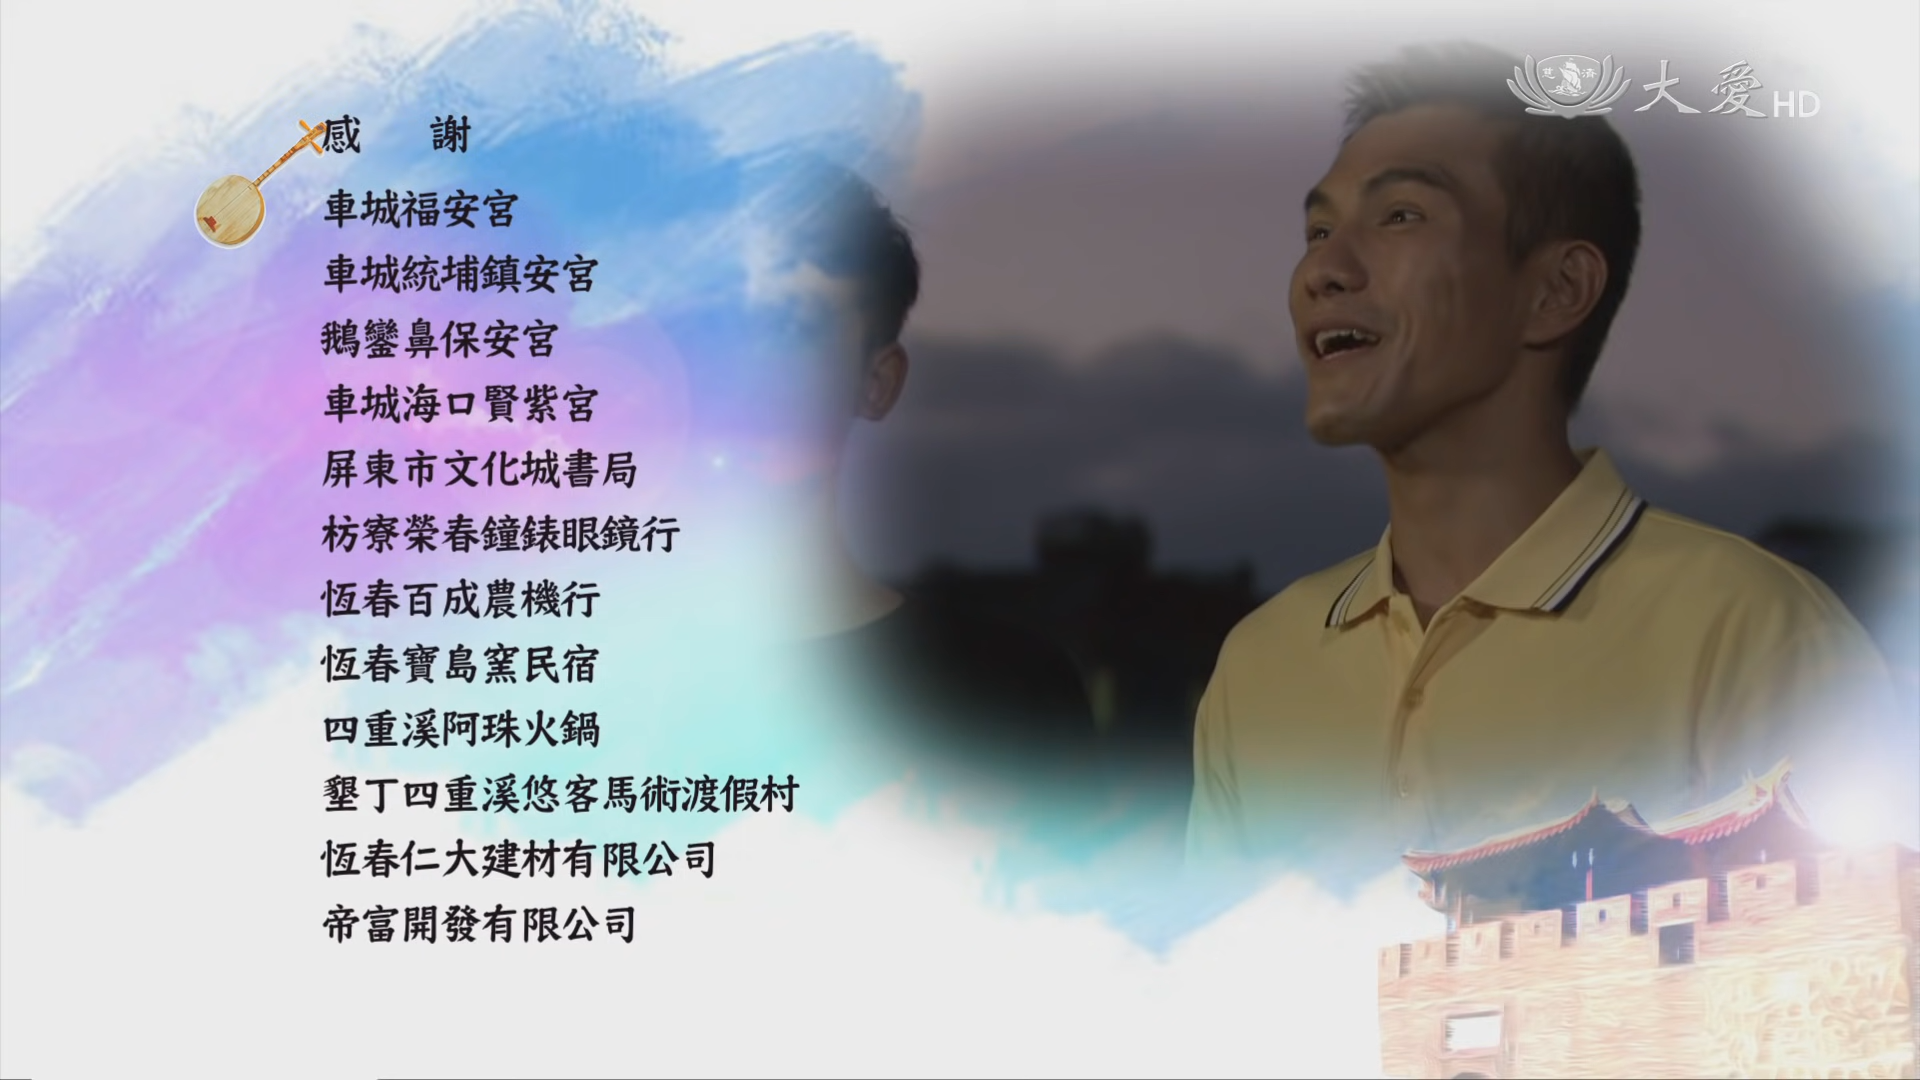 大愛HD
慈濟
感 謝
車城福安宮
車城統埔鎮安宮
鵝鑾鼻保安宮
車城海口賢紫宮
屏東市文化城書局
枋寮榮春鐘錶眼鏡行
恆春百成農機行
恆春寶島窯民宿
四重溪阿珠火鍋
墾丁四重溪悠客馬術渡假村
恆春仁大建材有限公司
帝富開發有限公司